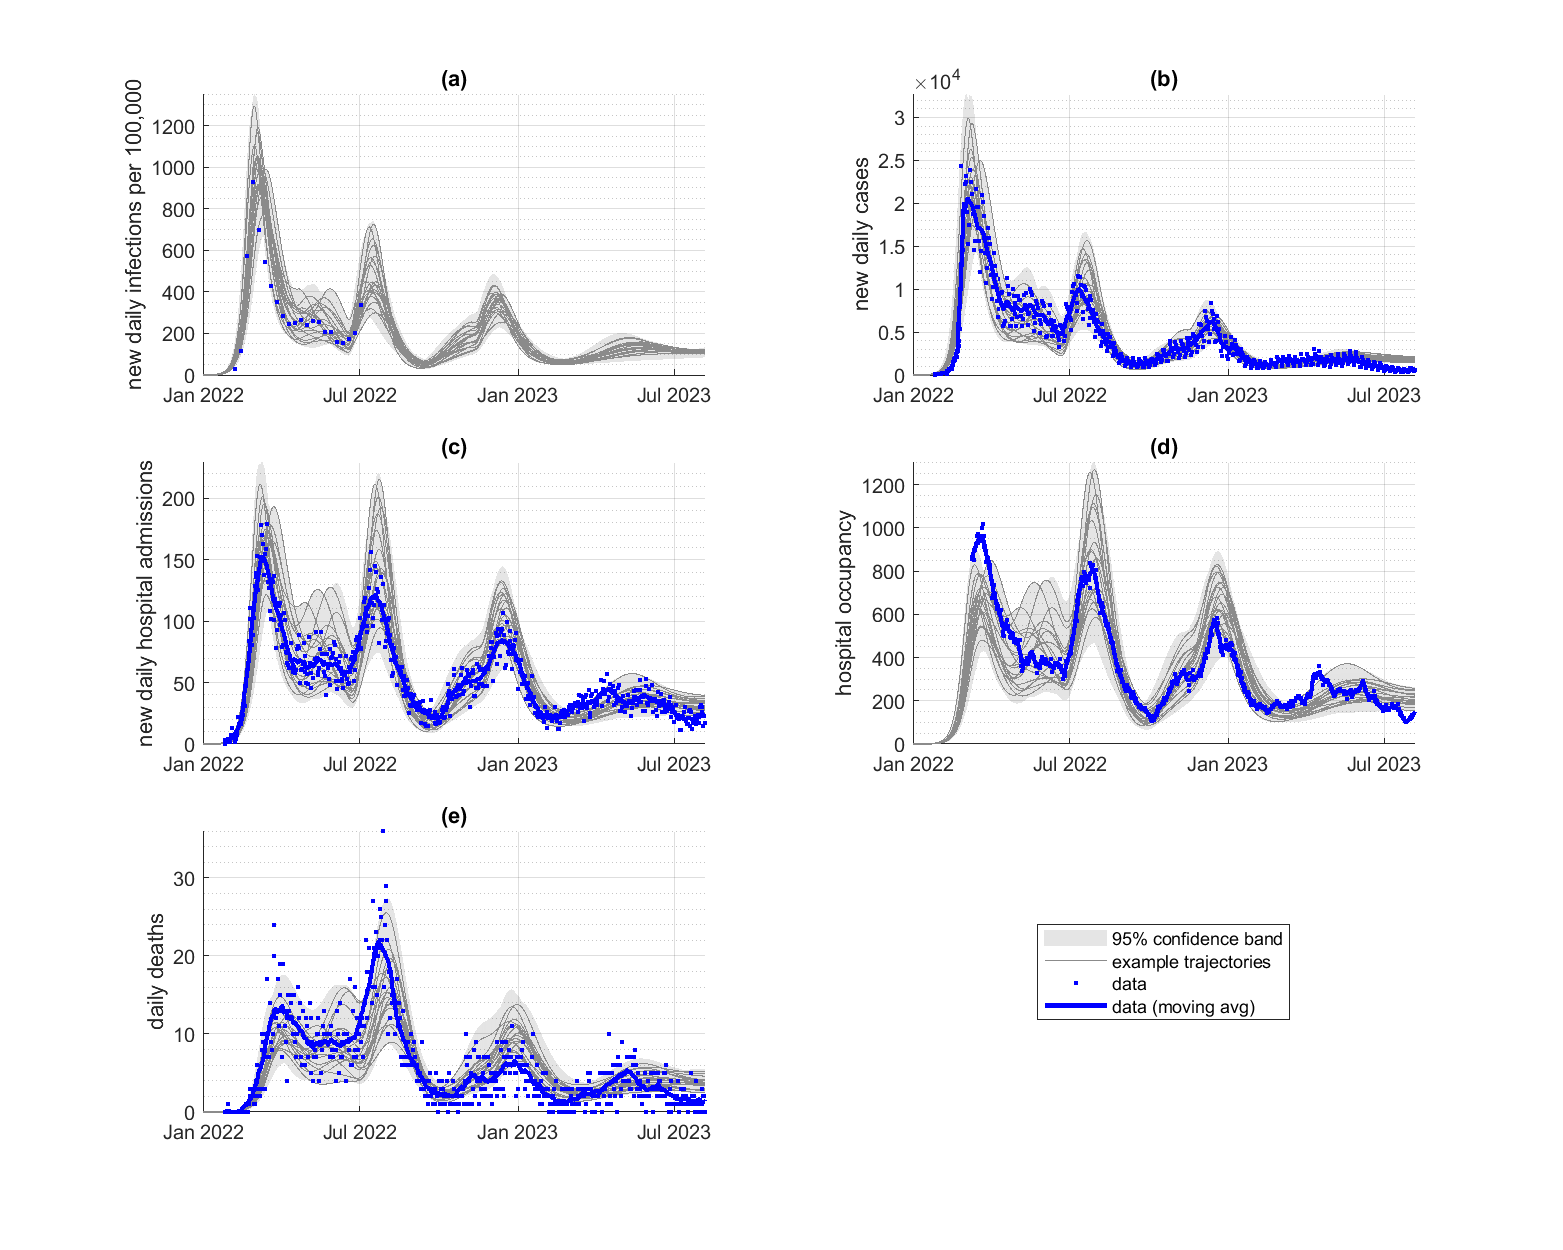 (a)
new daily infections per 100,000
1200
1000
800
600
400
200
0
Jan 2022 Jul 2022 Jan 2023 Jul 2023
(b)
×10⁴
new daily cases
3
2.5
2
1.5
1
0.5
0
Jan 2022 Jul 2022 Jan 2023 Jul 2023
(c)
new daily hospital admissions
200
150
100
50
0
Jan 2022 Jul 2022 Jan 2023 Jul 2023
(d)
hospital occupancy
1200
1000
800
600
400
200
0
Jan 2022 Jul 2022 Jan 2023 Jul 2023
(e)
daily deaths
30
20
10
0
Jan 2022 Jul 2022 Jan 2023 Jul 2023
95% confidence band
example trajectories
data
data (moving avg)